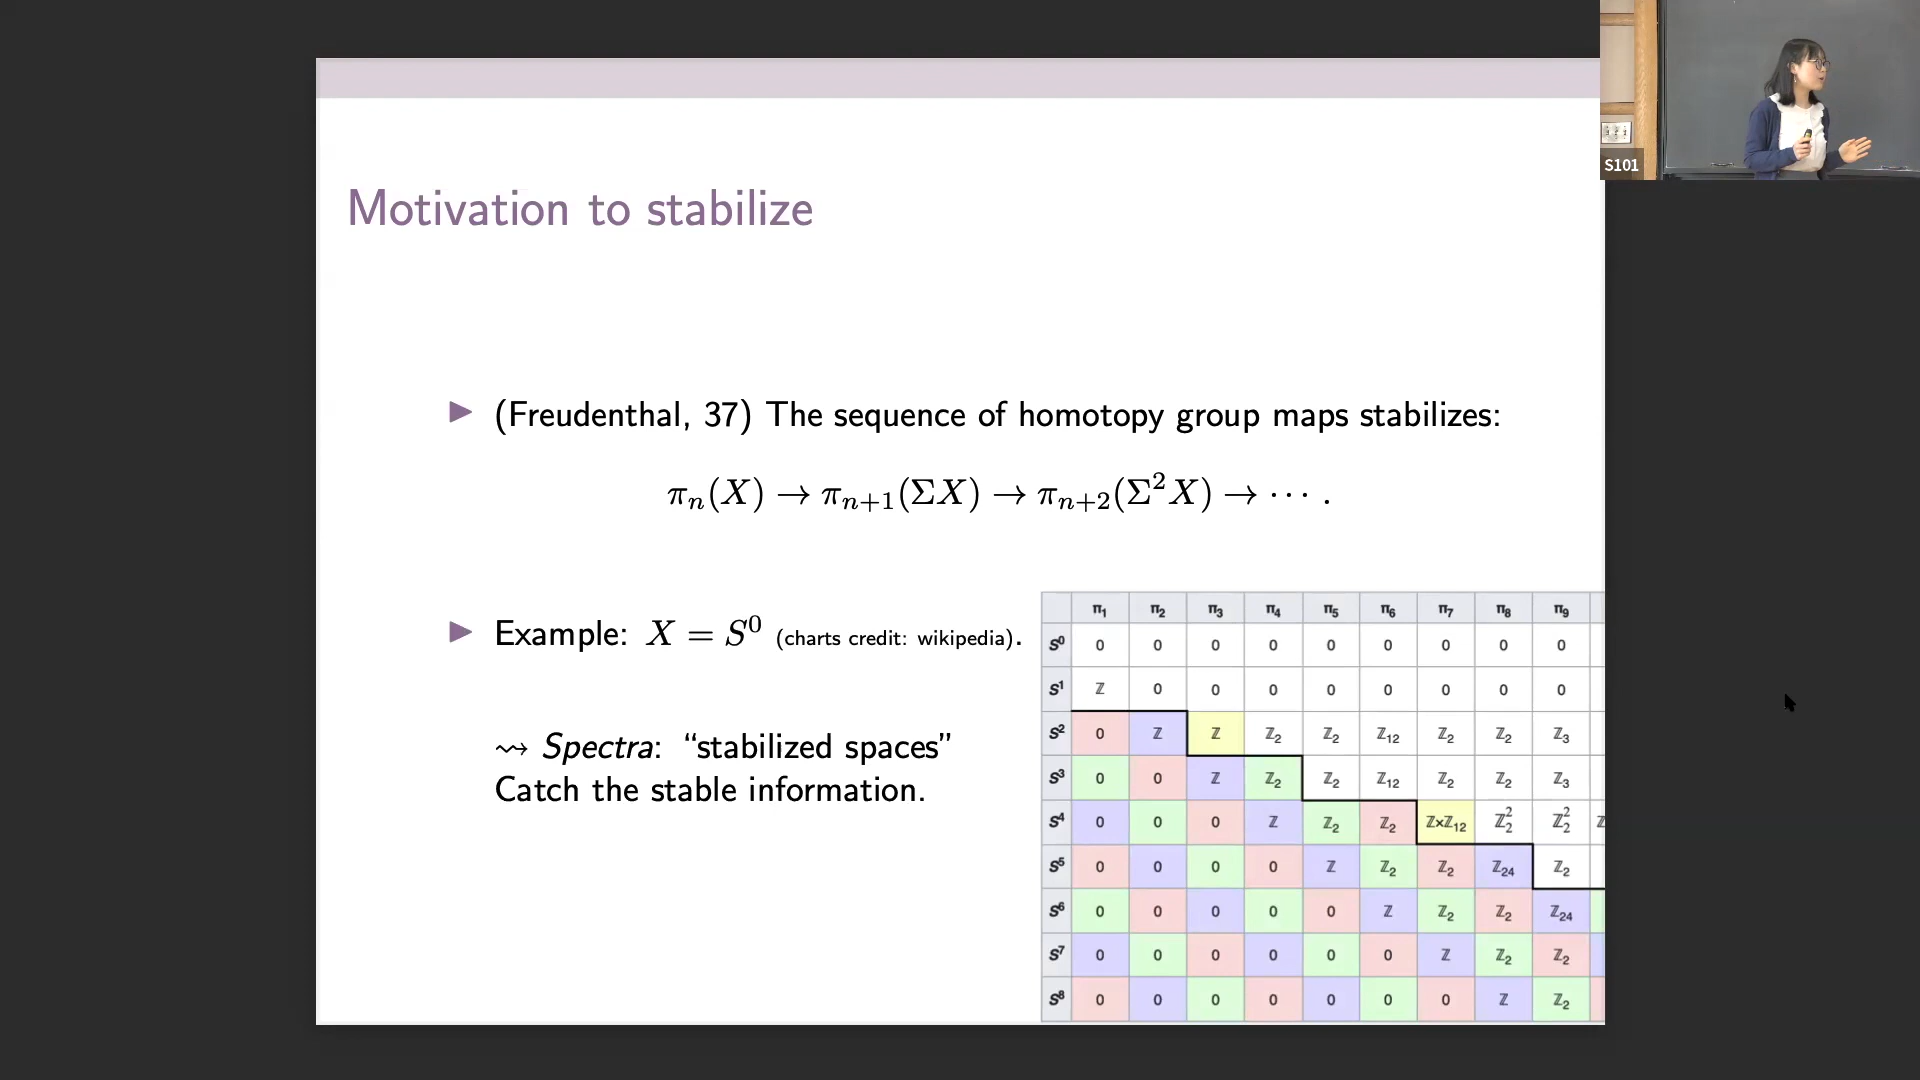 S101
Motivation to stabilize
▶ (Freudenthal, 37) The sequence of homotopy group maps stabilizes:
πₙ(X) → πₙ₊₁(ΣX) → πₙ₊₂(Σ²X) → ⋯ .
▶ Example: X = S⁰ (charts credit: wikipedia).
⇝ Spectra: “stabilized spaces”
Catch the stable information.
π₁ π₂ π₃ π₄ π₅ π₆ π₇ π₈ π₉
S⁰ 0 0 0 0 0 0 0 0 0
S¹ ℤ 0 0 0 0 0 0 0 0
S² 0 ℤ ℤ ℤ₂ ℤ₂ ℤ₁₂ ℤ₂ ℤ₂ ℤ₃
S³ 0 0 ℤ ℤ₂ ℤ₂ ℤ₁₂ ℤ₂ ℤ₂ ℤ₃
S⁴ 0 0 0 ℤ ℤ₂ ℤ₂ ℤ×ℤ₁₂ ℤ₂² ℤ₂²
S⁵ 0 0 0 0 ℤ ℤ₂ ℤ₂ ℤ₂₄ ℤ₂
S⁶ 0 0 0 0 0 ℤ ℤ₂ ℤ₂ ℤ₂₄
S⁷ 0 0 0 0 0 0 ℤ ℤ₂ ℤ₂
S⁸ 0 0 0 0 0 0 0 ℤ ℤ₂